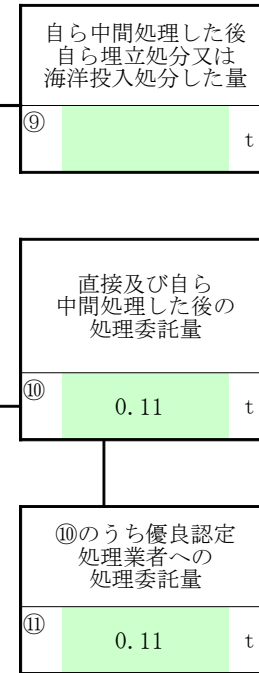 自ら中間処理した後
自ら埋立処分又は
海洋投入処分した量
⑨
t
直接及び自ら
中間処理した後の
処理委託量
⑩
0.11 t
⑩のうち優良認定
処理業者への
処理委託量
⑪
0.11 t